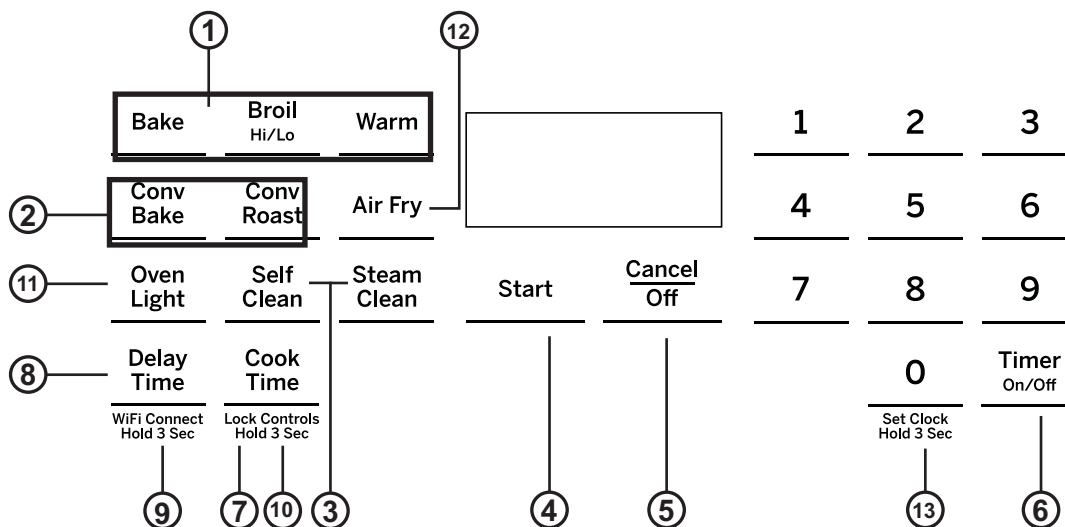 1
12
Bake
Broil
Hi/Lo
Warm
1
2
3
2
Conv
Bake
Conv
Roast
Air Fry
4
5
6
11
Oven
Light
Self
Clean
Steam
Clean
Start
Cancel
Off
7
8
9
8
Delay
Time
Cook
Time
0
Timer
On/Off
WiFi Connect
Hold 3 Sec
Lock Controls
Hold 3 Sec
Set Clock
Hold 3 Sec
9
7
10
3
4
5
13
6